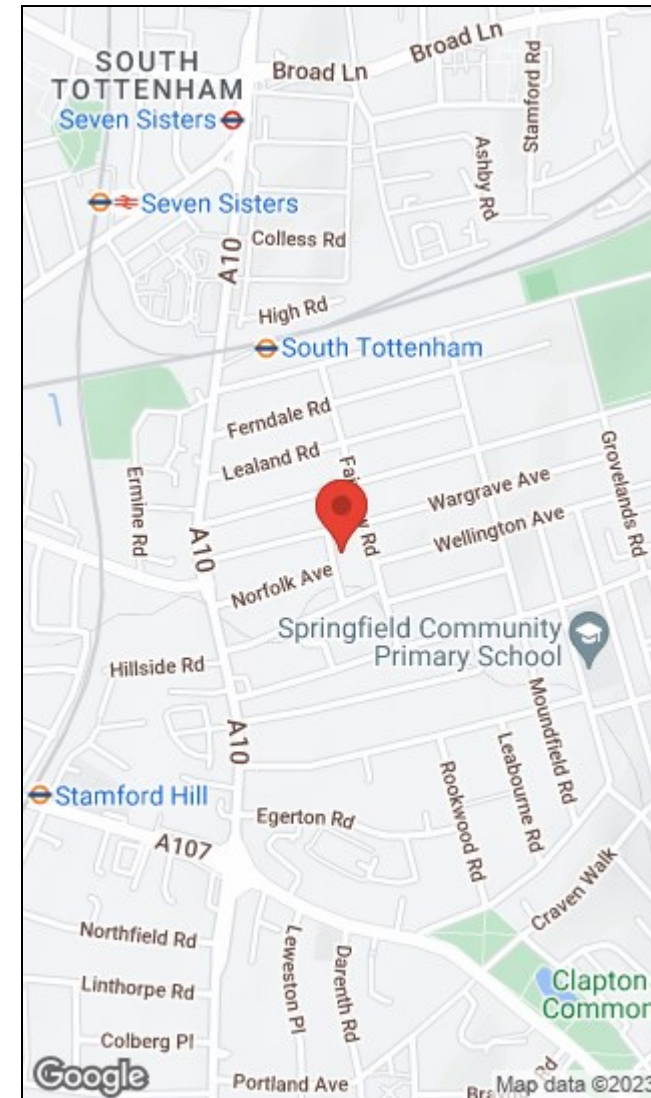 SOUTH
TOTTENHAM
Broad Ln
Broad Ln
Stamford Rd
Seven Sisters
Ashby Rd
Seven Sisters
A10
Colless Rd
High Rd
South Tottenham
Ferndale Rd
Lealand Rd
Ermine Rd
Grovelands Rd
Wargrave Ave
A10
Wellington Ave
Norfolk Ave
Springfield Community
Primary School
Hillside Rd
A10
Moundfield Rd
Leabourne Rd
Rookwood Rd
Stamford Hill
Egerton Rd
A107
Craven Walk
Northfield Rd
Leweston Pl
Darenth Rd
Linthorpe Rd
Clapton
Common
Colberg Pl
Google
Portland Ave
Map data ©2023